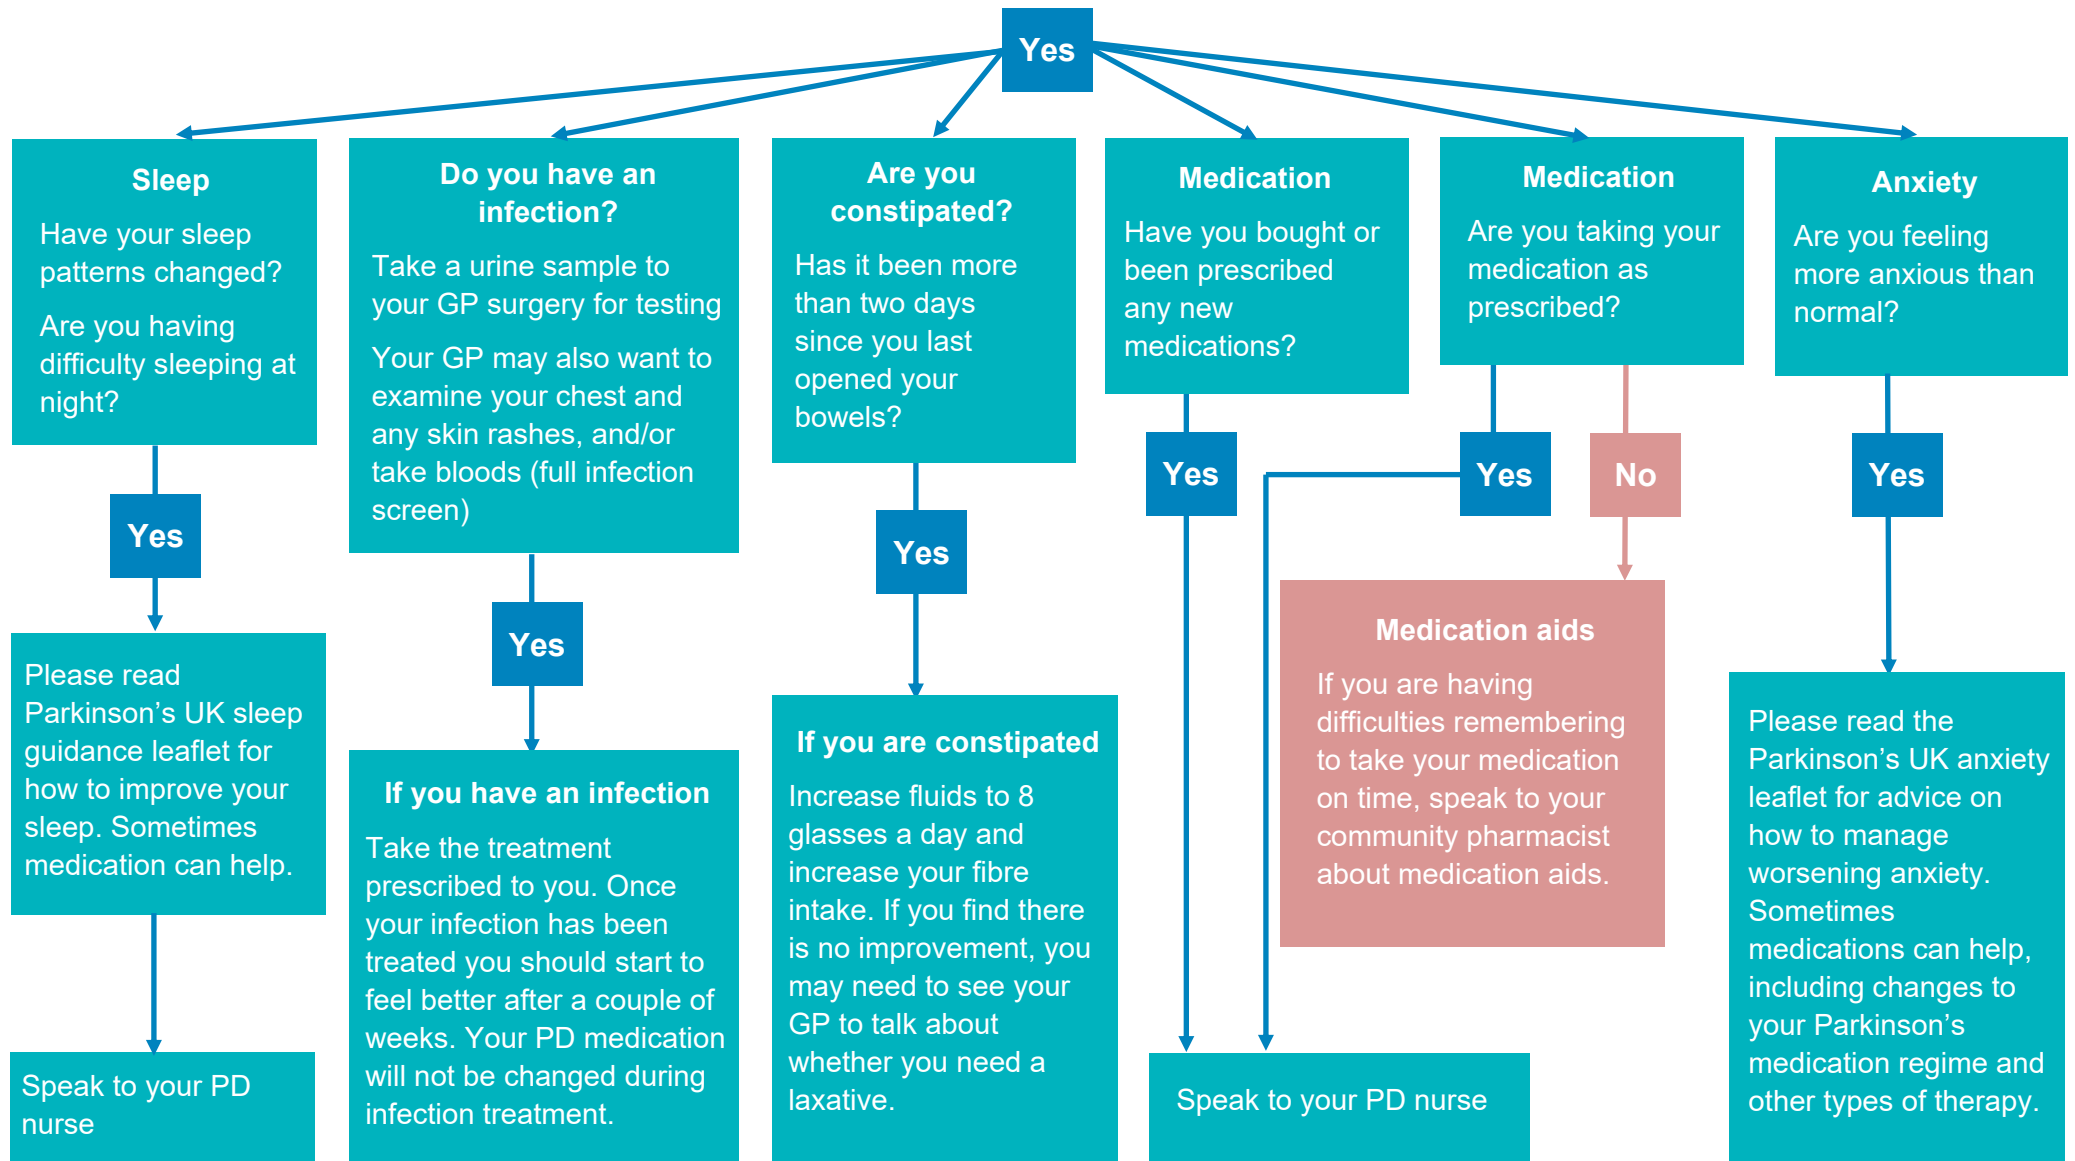 Yes
Sleep
Have your sleep
patterns changed?
Are you having
difficulty sleeping at
night?
Yes
Please read
Parkinson’s UK sleep
guidance leaflet for
how to improve your
sleep. Sometimes
medication can help.
Speak to your PD
nurse
Do you have an
infection?
Take a urine sample to
your GP surgery for testing
Your GP may also want to
examine your chest and
any skin rashes, and/or
take bloods (full infection
screen)
Yes
If you have an infection
Take the treatment
prescribed to you. Once
your infection has been
treated you should start to
feel better after a couple of
weeks. Your PD medication
will not be changed during
infection treatment.
Are you
constipated?
Has it been more
than two days
since you last
opened your
bowels?
Yes
If you are constipated
Increase fluids to 8
glasses a day and
increase your fibre
intake. If you find there
is no improvement, you
may need to see your
GP to talk about
whether you need a
laxative.
Medication
Have you bought or
been prescribed
any new
medications?
Yes
Medication
Are you taking your
medication as
prescribed?
Yes
No
Medication aids
If you are having
difficulties remembering
to take your medication
on time, speak to your
community pharmacist
about medication aids.
Speak to your PD nurse
Anxiety
Are you feeling
more anxious than
normal?
Yes
Please read the
Parkinson’s UK anxiety
leaflet for advice on
how to manage
worsening anxiety.
Sometimes
medications can help,
including changes to
your Parkinson’s
medication regime and
other types of therapy.